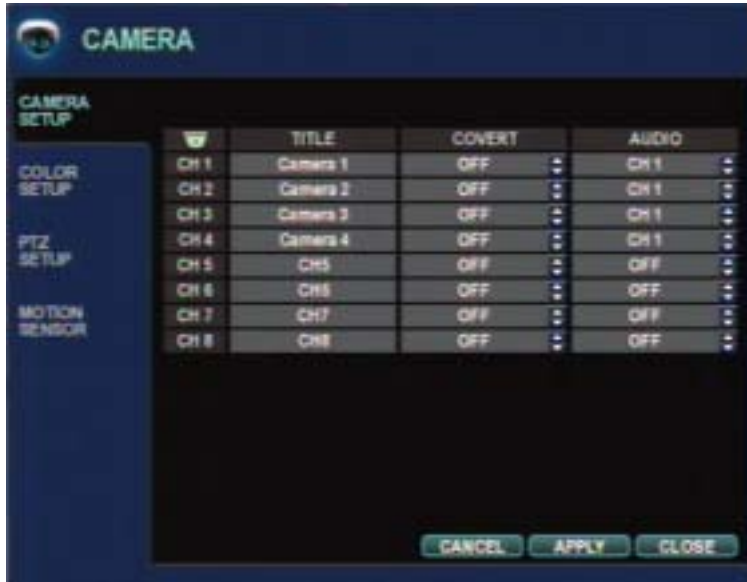 CAMERA
CAMERA
SETUP
COLOR
SETUP
PTZ
SETUP
MOTION
SENSOR
TITLE COVERT AUDIO
CH 1 Camera 1 OFF CH 1
CH 2 Camera 2 OFF CH 1
CH 3 Camera 3 OFF CH 1
CH 4 Camera 4 OFF CH 1
CH 5 CH5 OFF OFF
CH 6 CH6 OFF OFF
CH 7 CH7 OFF OFF
CH 8 CH8 OFF OFF
CANCEL APPLY CLOSE